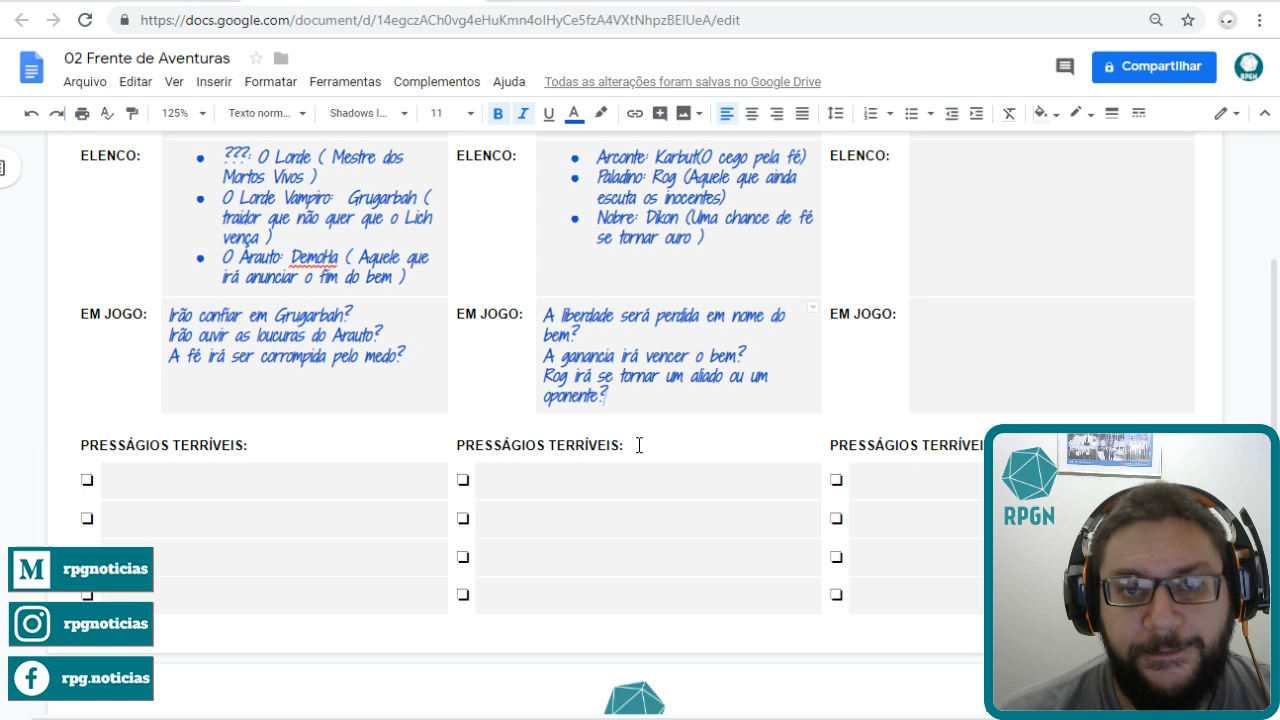 https://docs.google.com/document/d/14egczACh0vg4eHuKmn4oIHyCe5fzA4VXtNhpzBEIUeA/edit
02 Frente de Aventuras
Arquivo Editar Ver Inserir Formatar Ferramentas Complementos Ajuda Todas as alterações foram salvas no Google Drive
Compartilhar
RPGN
125% Texto norm... Shadows I... 11 B I U A
ELENCO:
???: O Lorde ( Mestre dos
Mortos Vivos )
O Lorde Vampiro: Grugarbah (
traidor que não quer que o Lich
vença )
O Arauto: DemoHa ( Aquele que
irá anunciar o fim do bem )
ELENCO:
Arconte: Karbut(O cego pela fé)
Paladino: Rog (Aquele que ainda
escuta os inocentes)
Nobre: Dikon (Uma chance de fé
se tornar ouro )
ELENCO:
EM JOGO:
Irão confiar em Grugarbah?
Irão ouvir as loucuras do Arauto?
A fé irá ser corrompida pelo medo?
EM JOGO:
A liberdade será perdida em nome do
bem?
A ganancia irá vencer o bem?
Rog irá se tornar um aliado ou um
oponente?
EM JOGO:
PRESSÁGIOS TERRÍVEIS:
PRESSÁGIOS TERRÍVEIS:
PRESSÁGIOS TERRÍVEI
RPGN
M rpgnoticias
rpgnoticias
f rpg.noticias